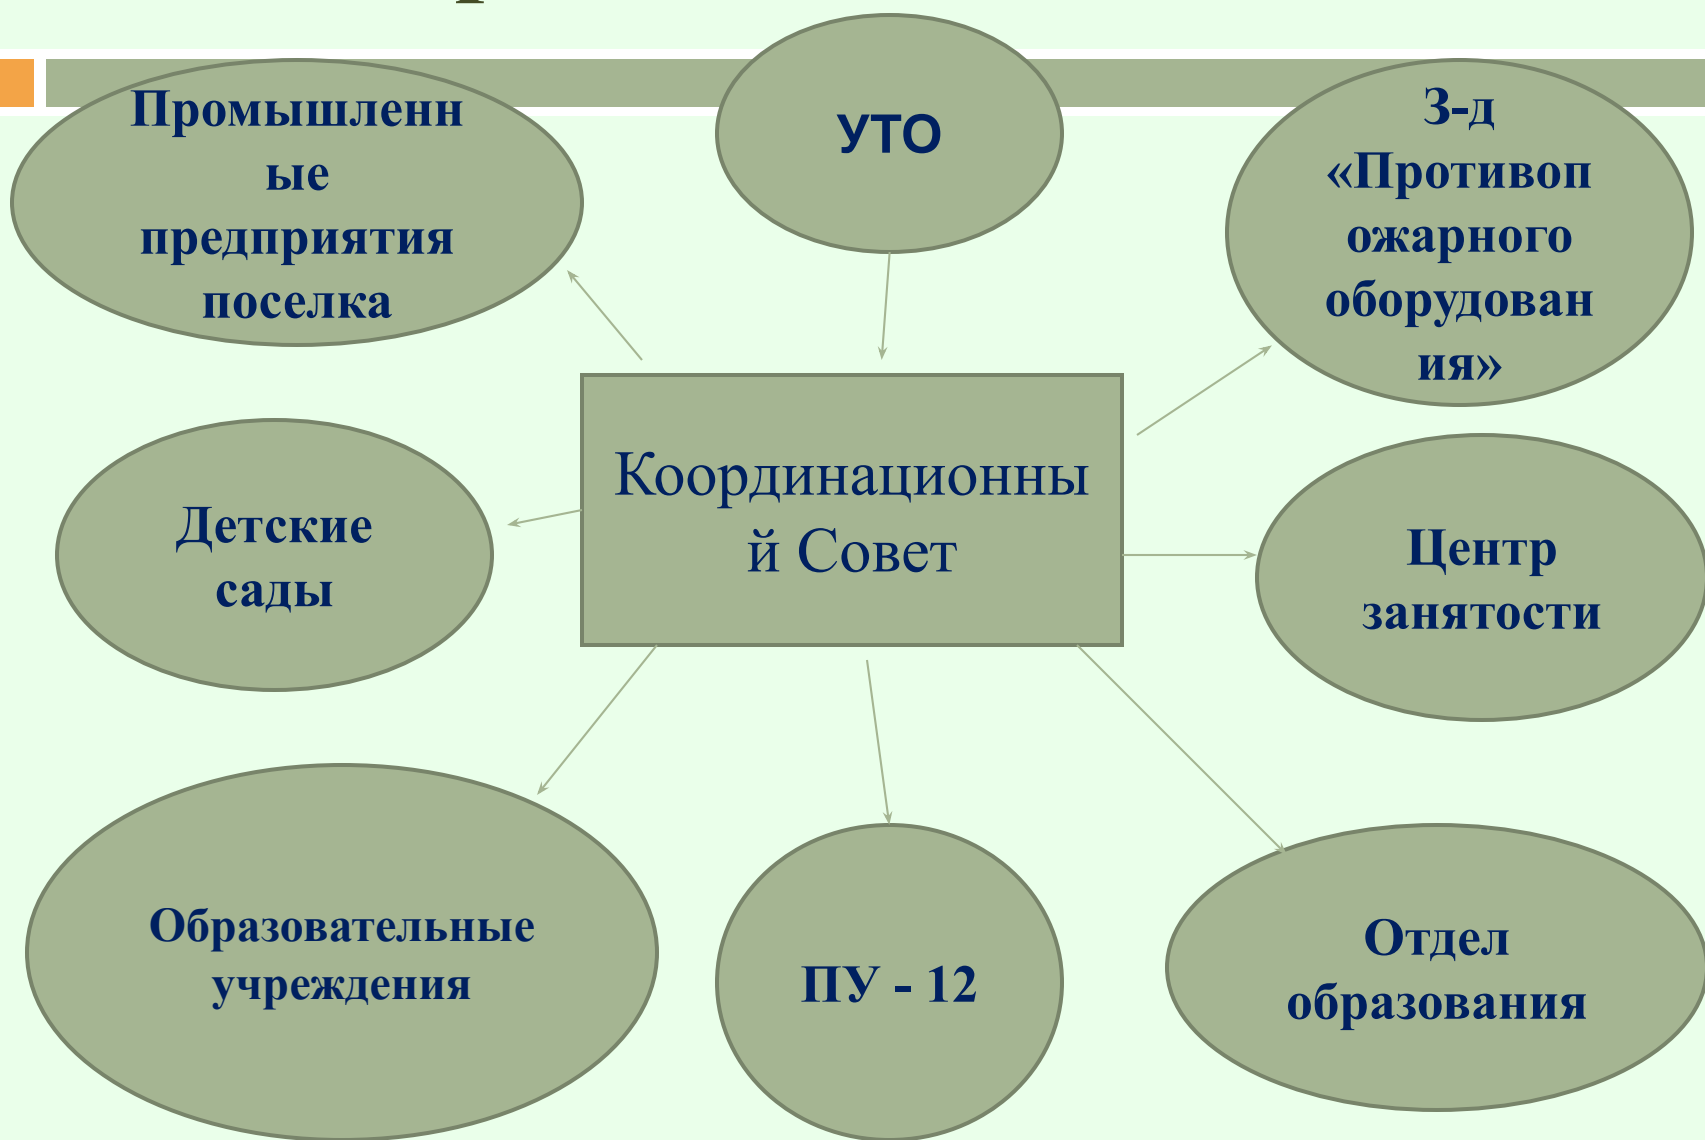 Промышленн
ые
предприятия
поселка
УТО
З-д
«Противоп
ожарного
оборудован
ия»
Координационны
й Совет
Детские
сады
Центр
занятости
Образовательные
учреждения
ПУ - 12
Отдел
образования